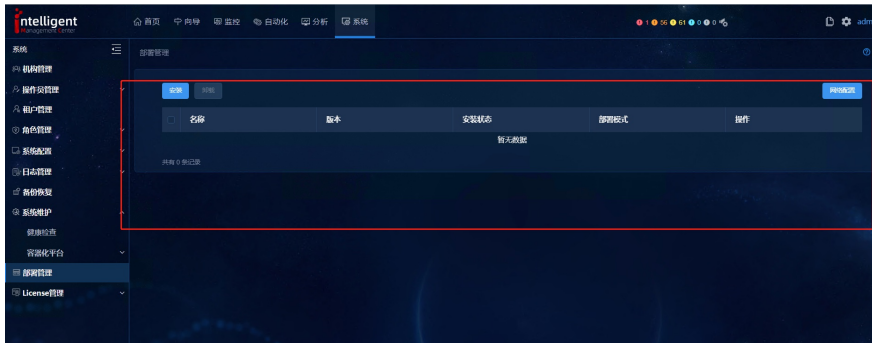 intelligent
Management Center
首页 向导 监控 自动化 分析 系统
1 56 61 0 0
adm
系统
部署管理
机构管理
操作员管理
租户管理
角色管理
系统配置
日志管理
备份恢复
系统维护
健康检查
容器化平台
部署管理
License管理
安装 卸载 网络配置
名称 版本 安装状态 部署模式 操作
暂无数据
共有 0 条记录